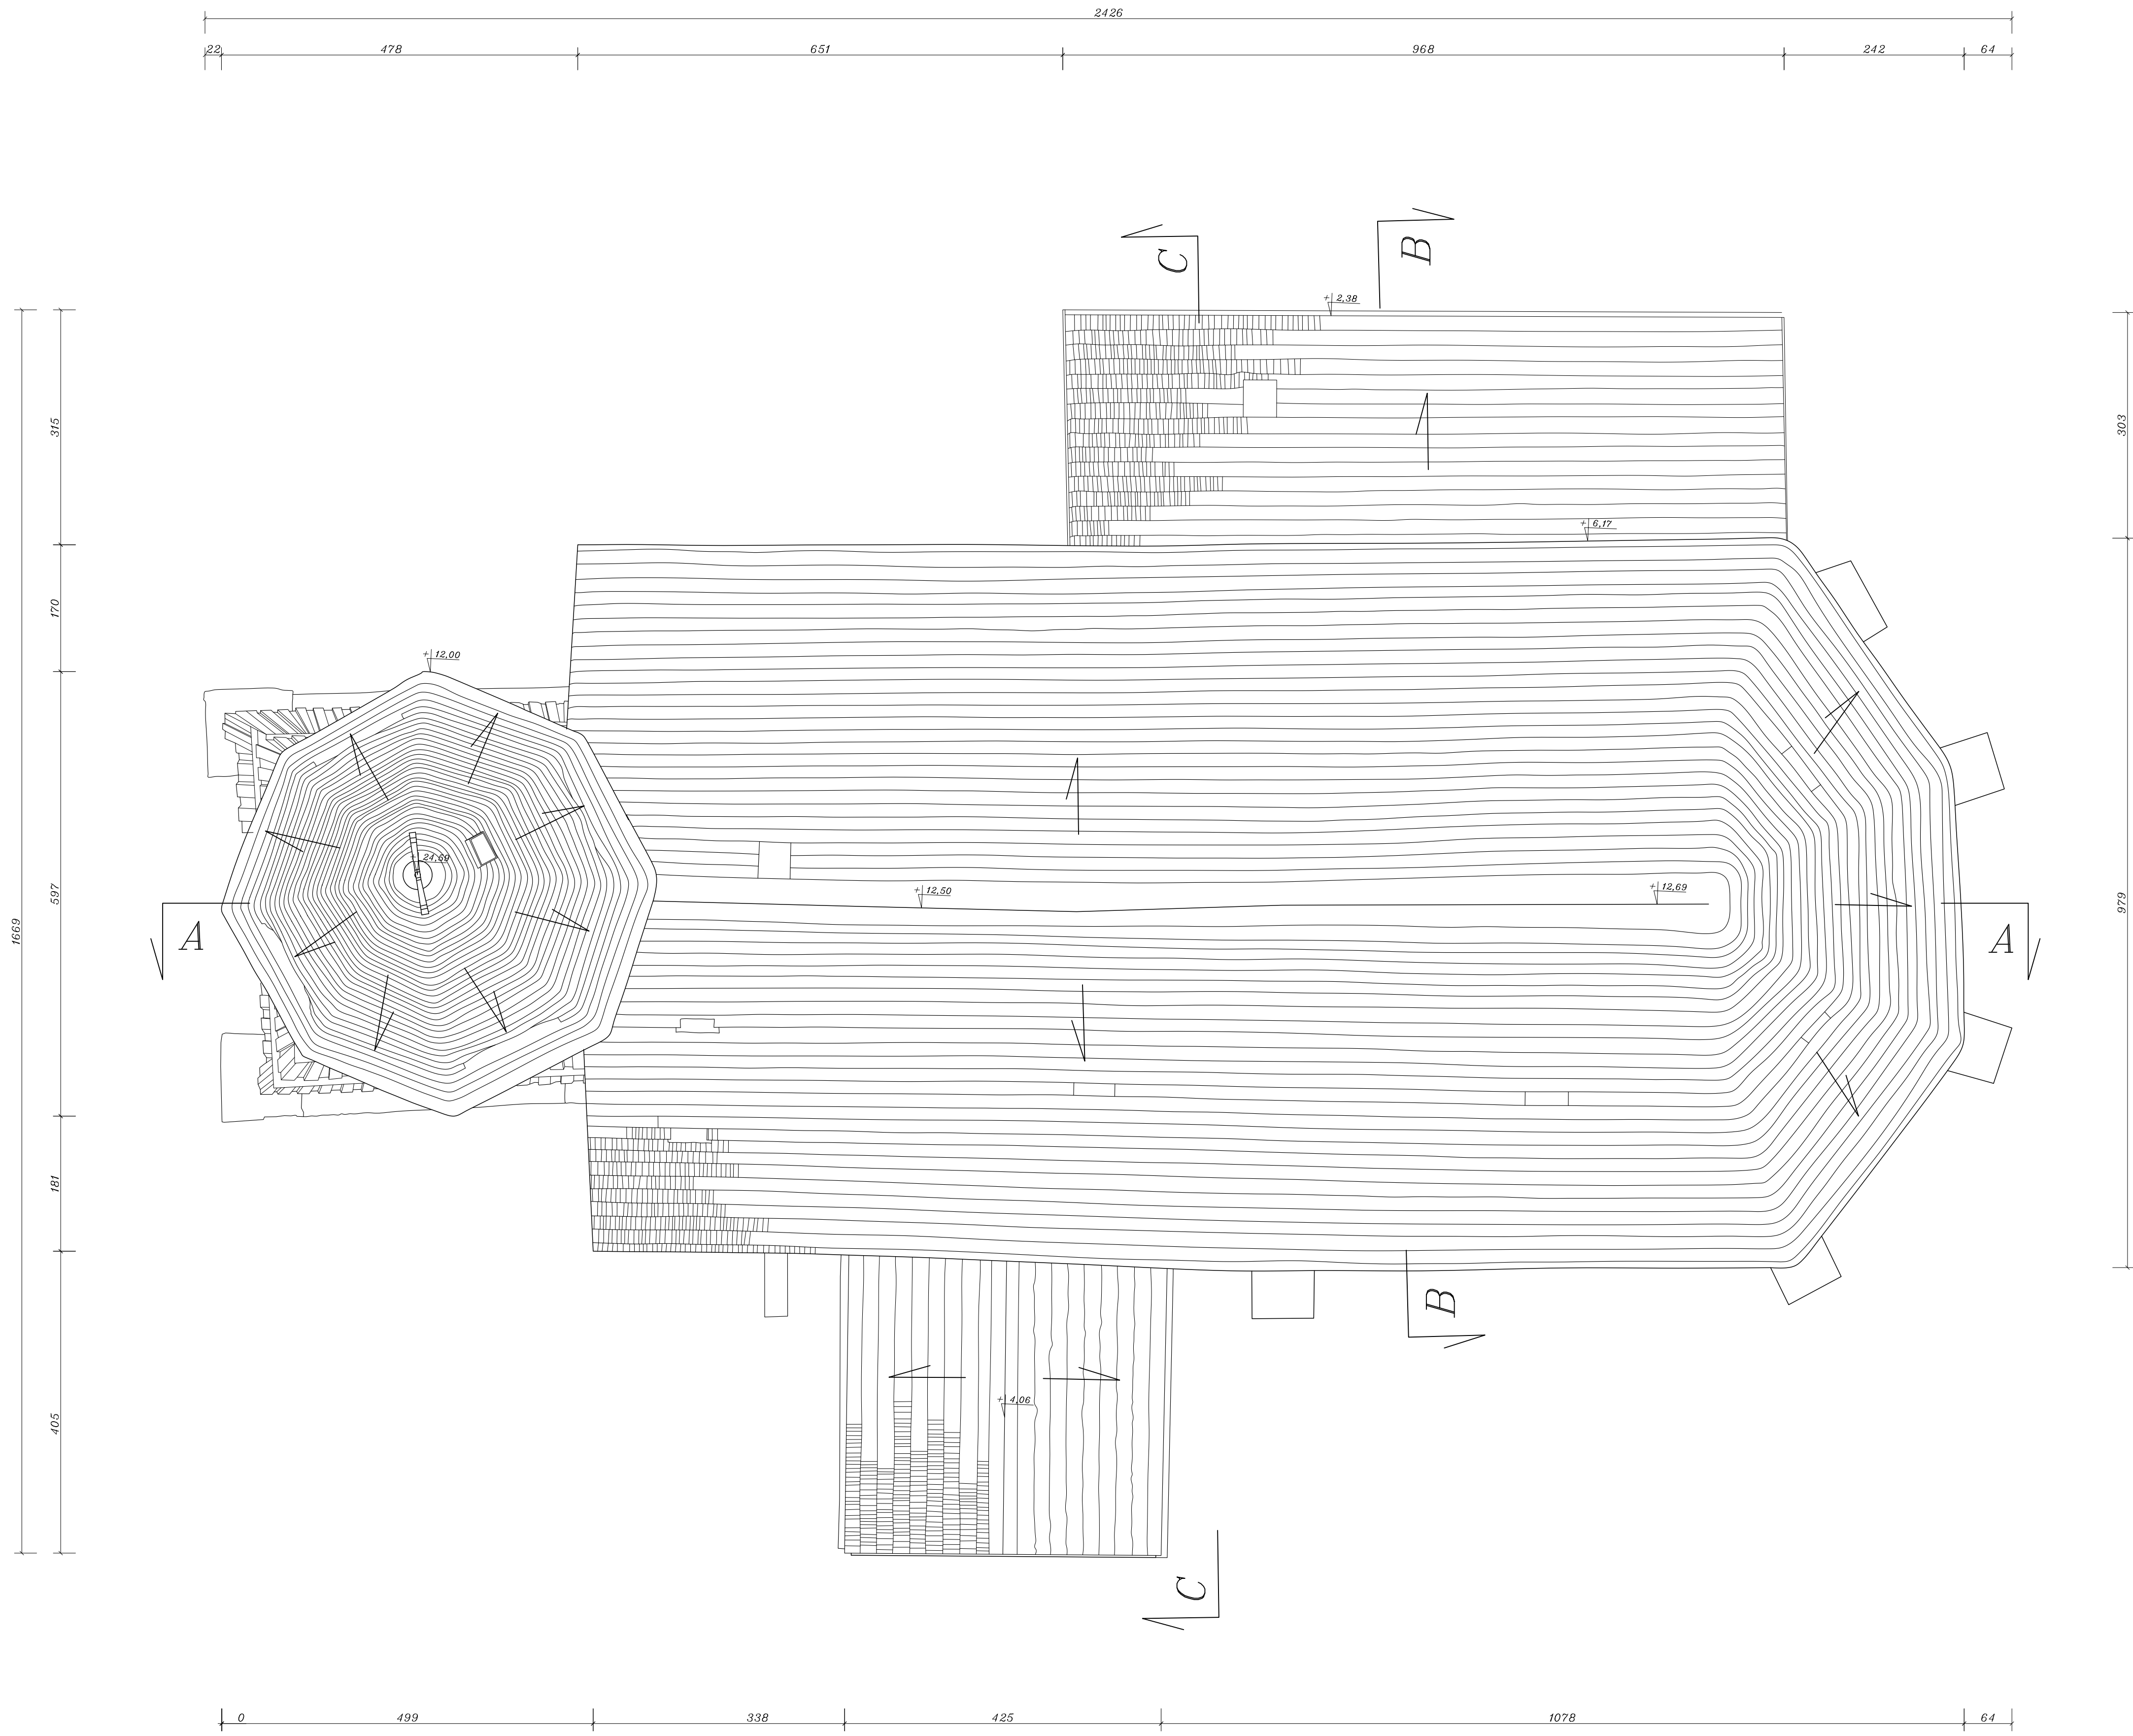 2426
22 478 651 968 242 64
C B
+ 2,38
315
303
+ 6,17
170
+ 12,00
+ 24,69
+ 12,50 + 12,69
597
1669
A A
979
181
B
+ 4,06
405
C
0 499 338 425 1078 64